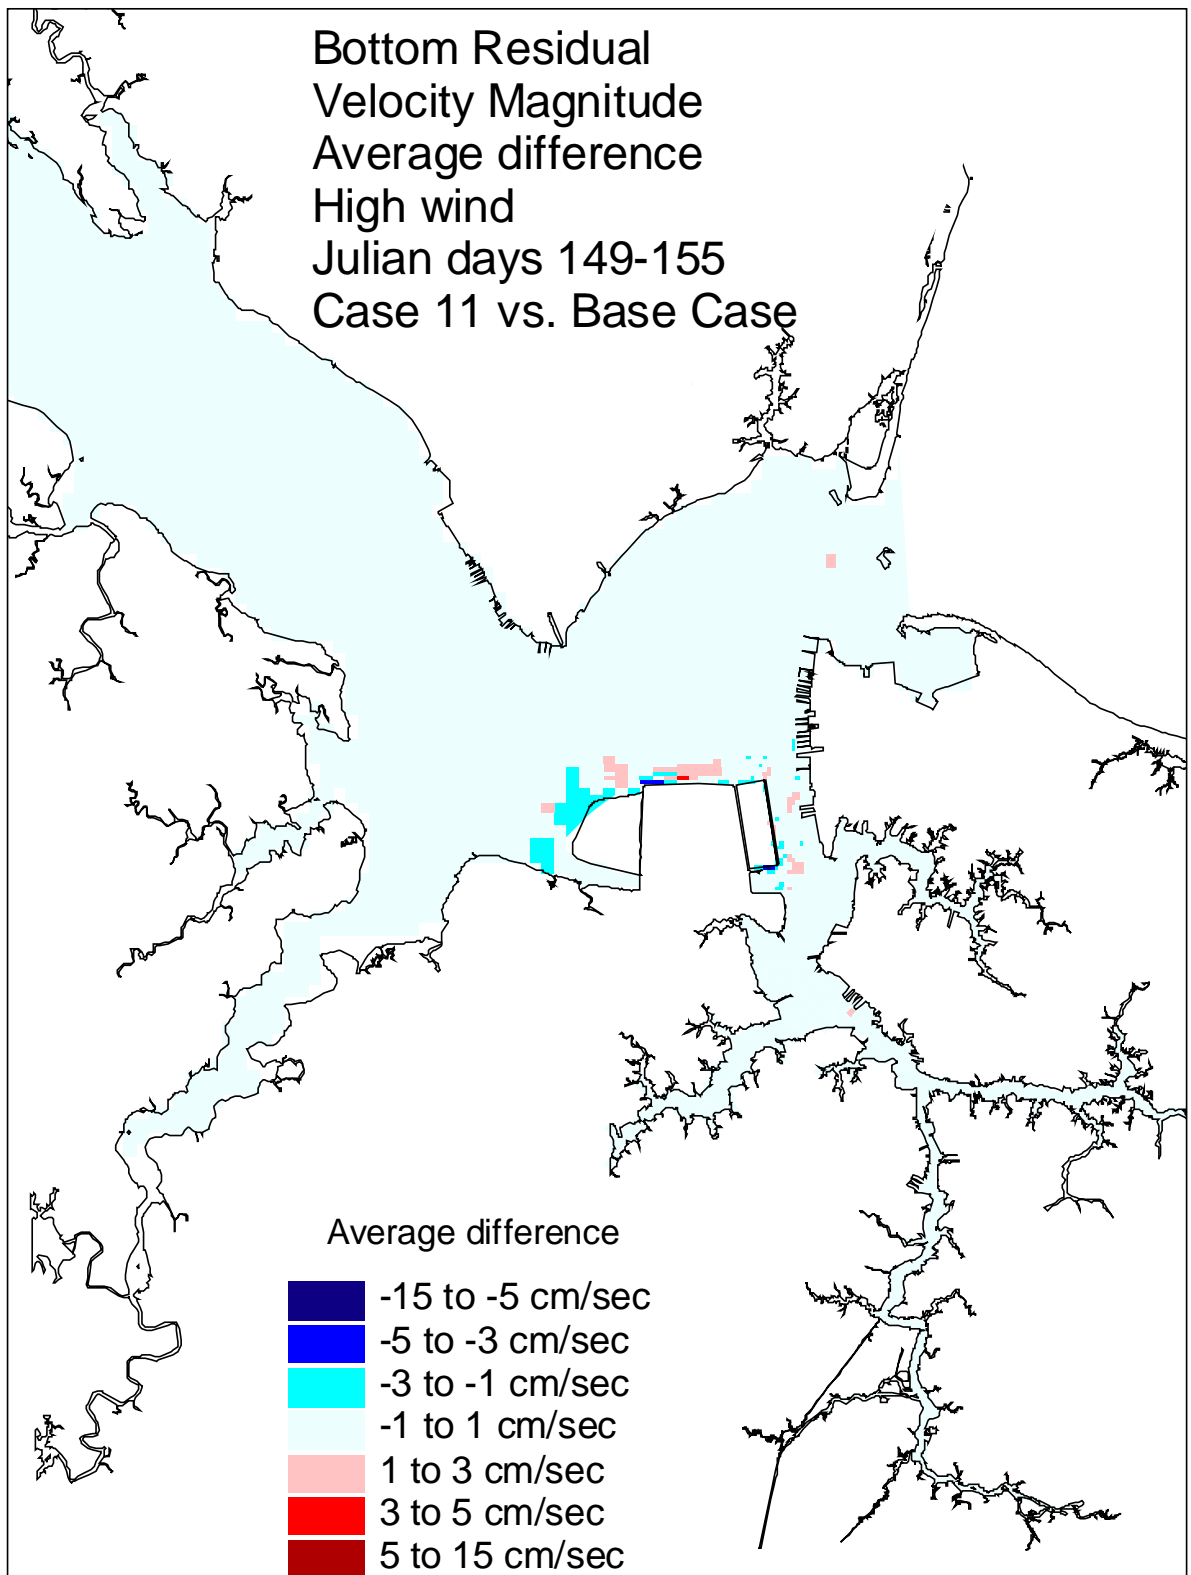 Bottom Residual
Velocity Magnitude
Average difference
High wind
Julian days 149-155
Case 11 vs. Base Case
Average difference
-15 to -5 cm/sec
-5 to -3 cm/sec
-3 to -1 cm/sec
-1 to 1 cm/sec
1 to 3 cm/sec
3 to 5 cm/sec
5 to 15 cm/sec